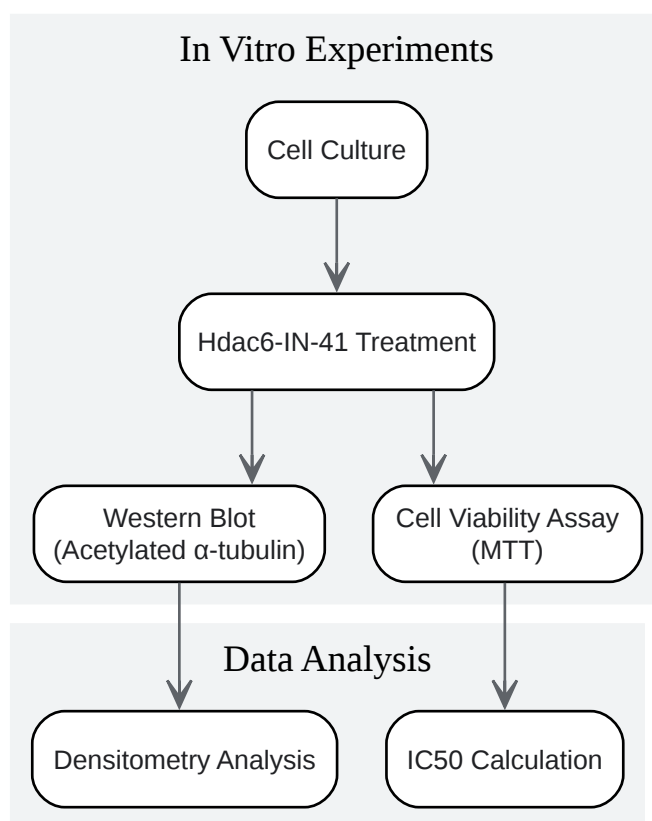 In Vitro Experiments
Cell Culture
Hdac6-IN-41 Treatment
Western Blot
(Acetylated α-tubulin)
Cell Viability Assay
(MTT)
Data Analysis
Densitometry Analysis
IC50 Calculation